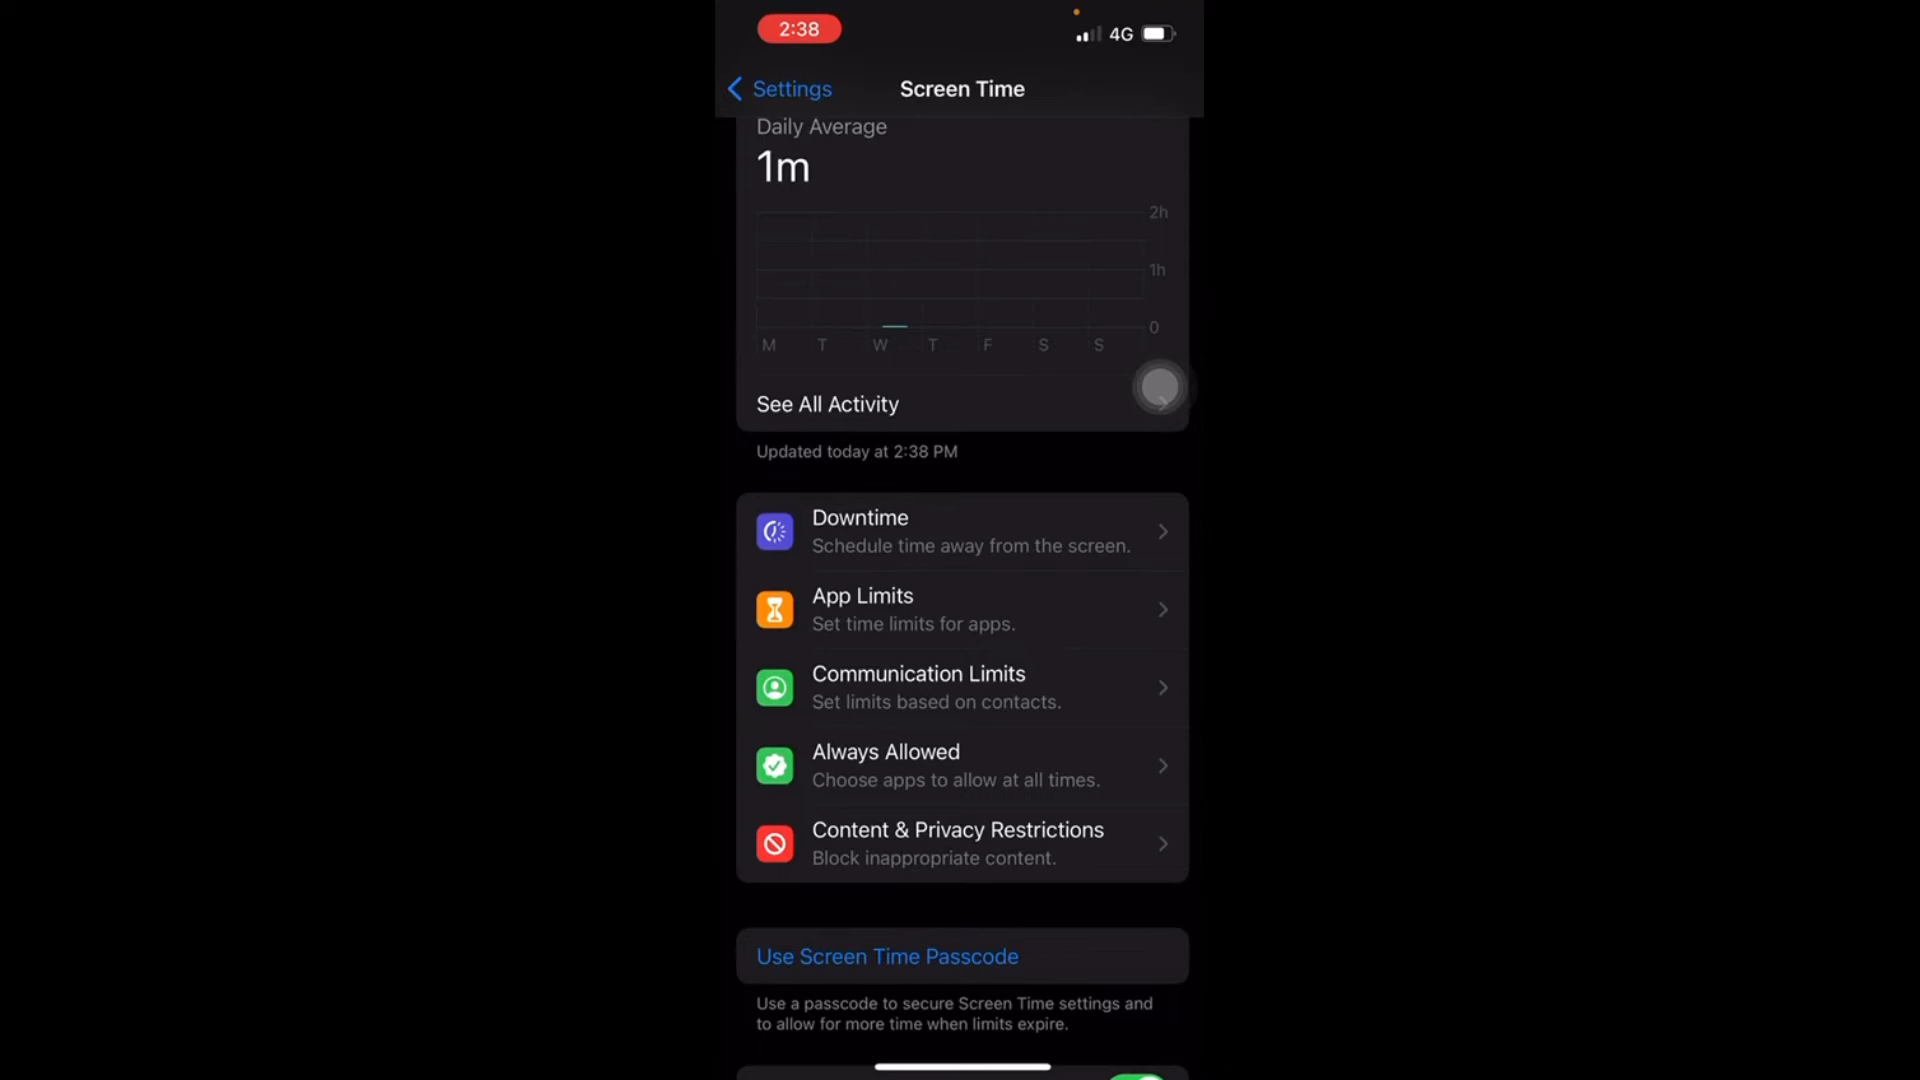 2:38
4G
Settings
Screen Time
Daily Average
1m
2h
1h
0
M T W T F S S
See All Activity
Updated today at 2:38 PM
Downtime
Schedule time away from the screen.
App Limits
Set time limits for apps.
Communication Limits
Set limits based on contacts.
Always Allowed
Choose apps to allow at all times.
Content & Privacy Restrictions
Block inappropriate content.
Use Screen Time Passcode
Use a passcode to secure Screen Time settings and
to allow for more time when limits expire.